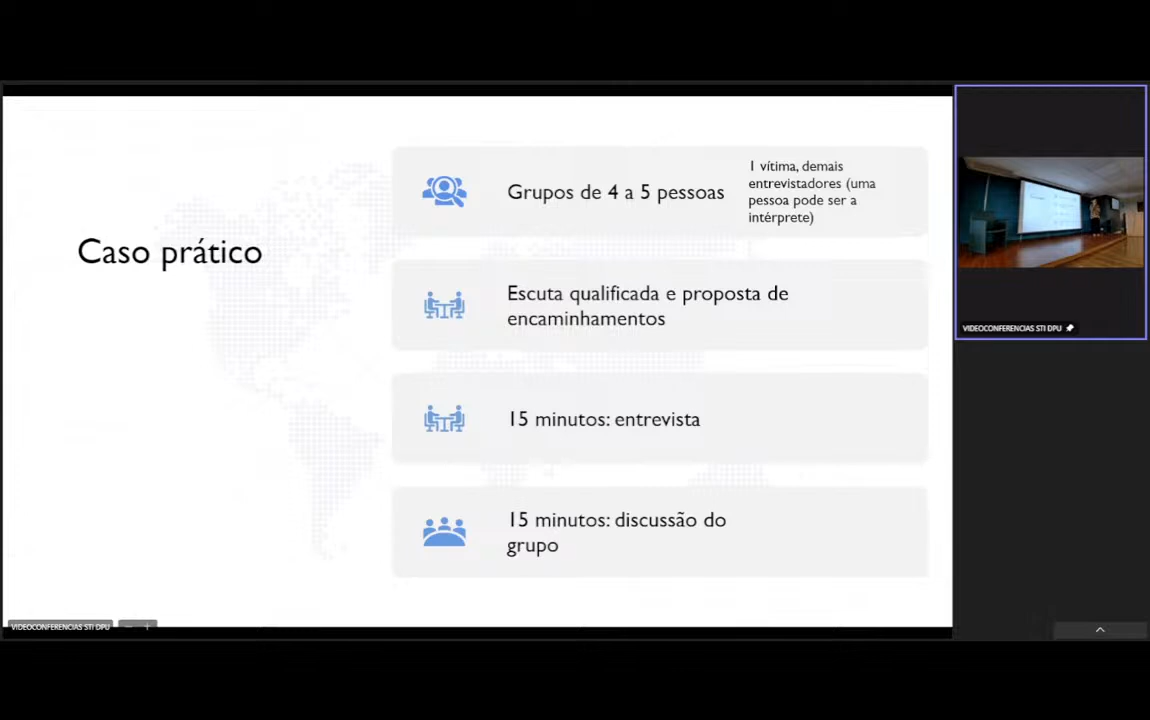 Caso prático
Grupos de 4 a 5 pessoas
1 vítima, demais
entrevistadores (uma
pessoa pode ser a
intérprete)
Escuta qualificada e proposta de
encaminhamentos
15 minutos: entrevista
15 minutos: discussão do
grupo
VIDEOCONFERENCIAS STI DPU
VIDEOCONFERENCIAS STI DPU